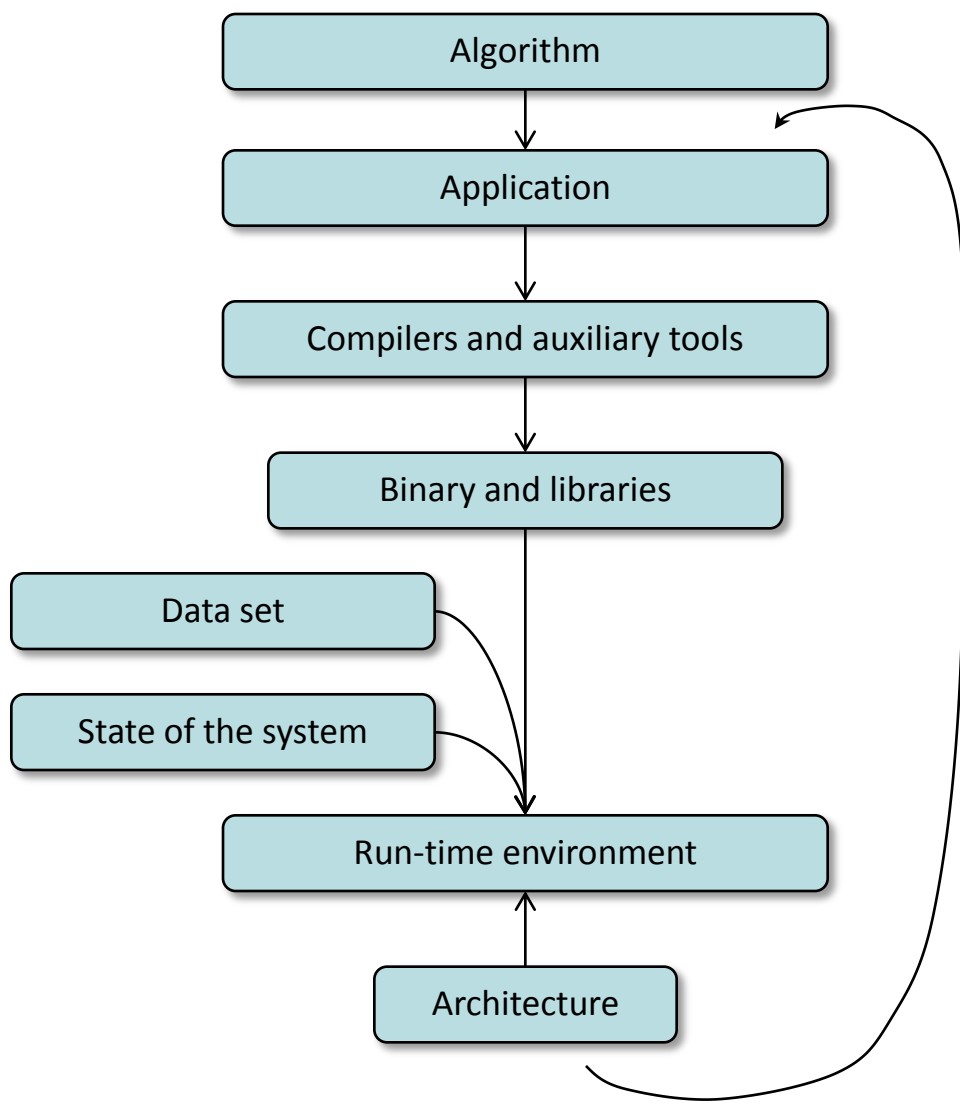 Algorithm
Application
Compilers and auxiliary tools
Binary and libraries
Data set
State of the system
Run-time environment
Architecture